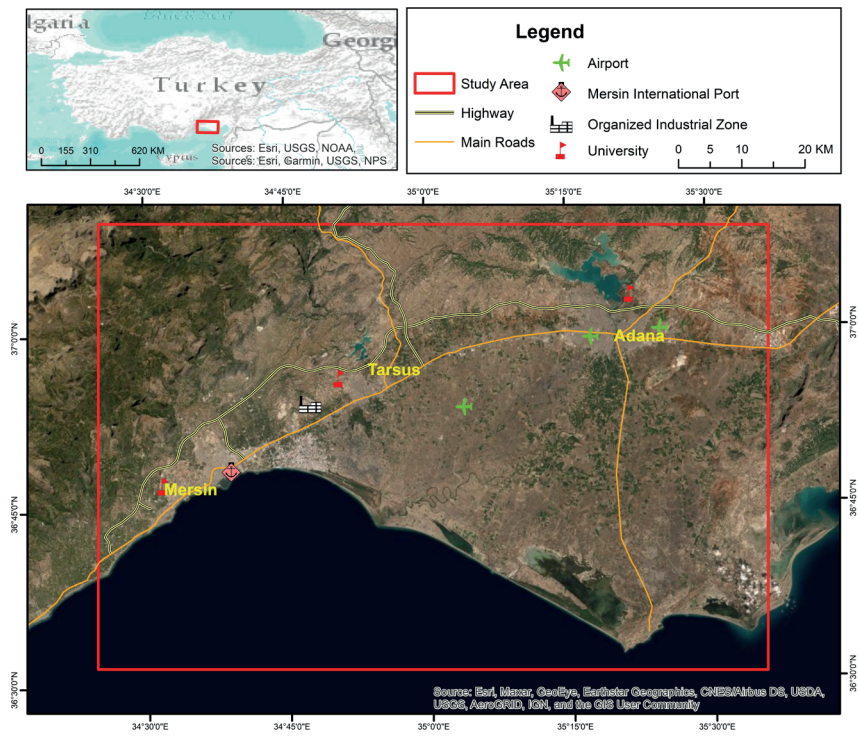 lgaria
Georgi
Turkey
Cyprus
0 155 310 620 KM
Sources: Esri, USGS, NOAA,
Sources: Esri, Garmin, USGS, NPS
Legend
Study Area
Highway
Main Roads
Airport
Mersin International Port
Organized Industrial Zone
University
0 5 10 20 KM
34°30'0"E 34°45'0"E 35°0'0"E 35°15'0"E 35°30'0"E
37°0'0"N
37°0'0"N
Adana
Tarsus
Mersin
36°45'0"N
36°45'0"N
36°30'0"N
36°30'0"N
Source: Esri, Maxar, GeoEye, Earthstar Geographics, CNES/Airbus DS, USDA,
USGS, AeroGRID, IGN, and the GIS User Community
34°30'0"E 34°45'0"E 35°0'0"E 35°15'0"E 35°30'0"E